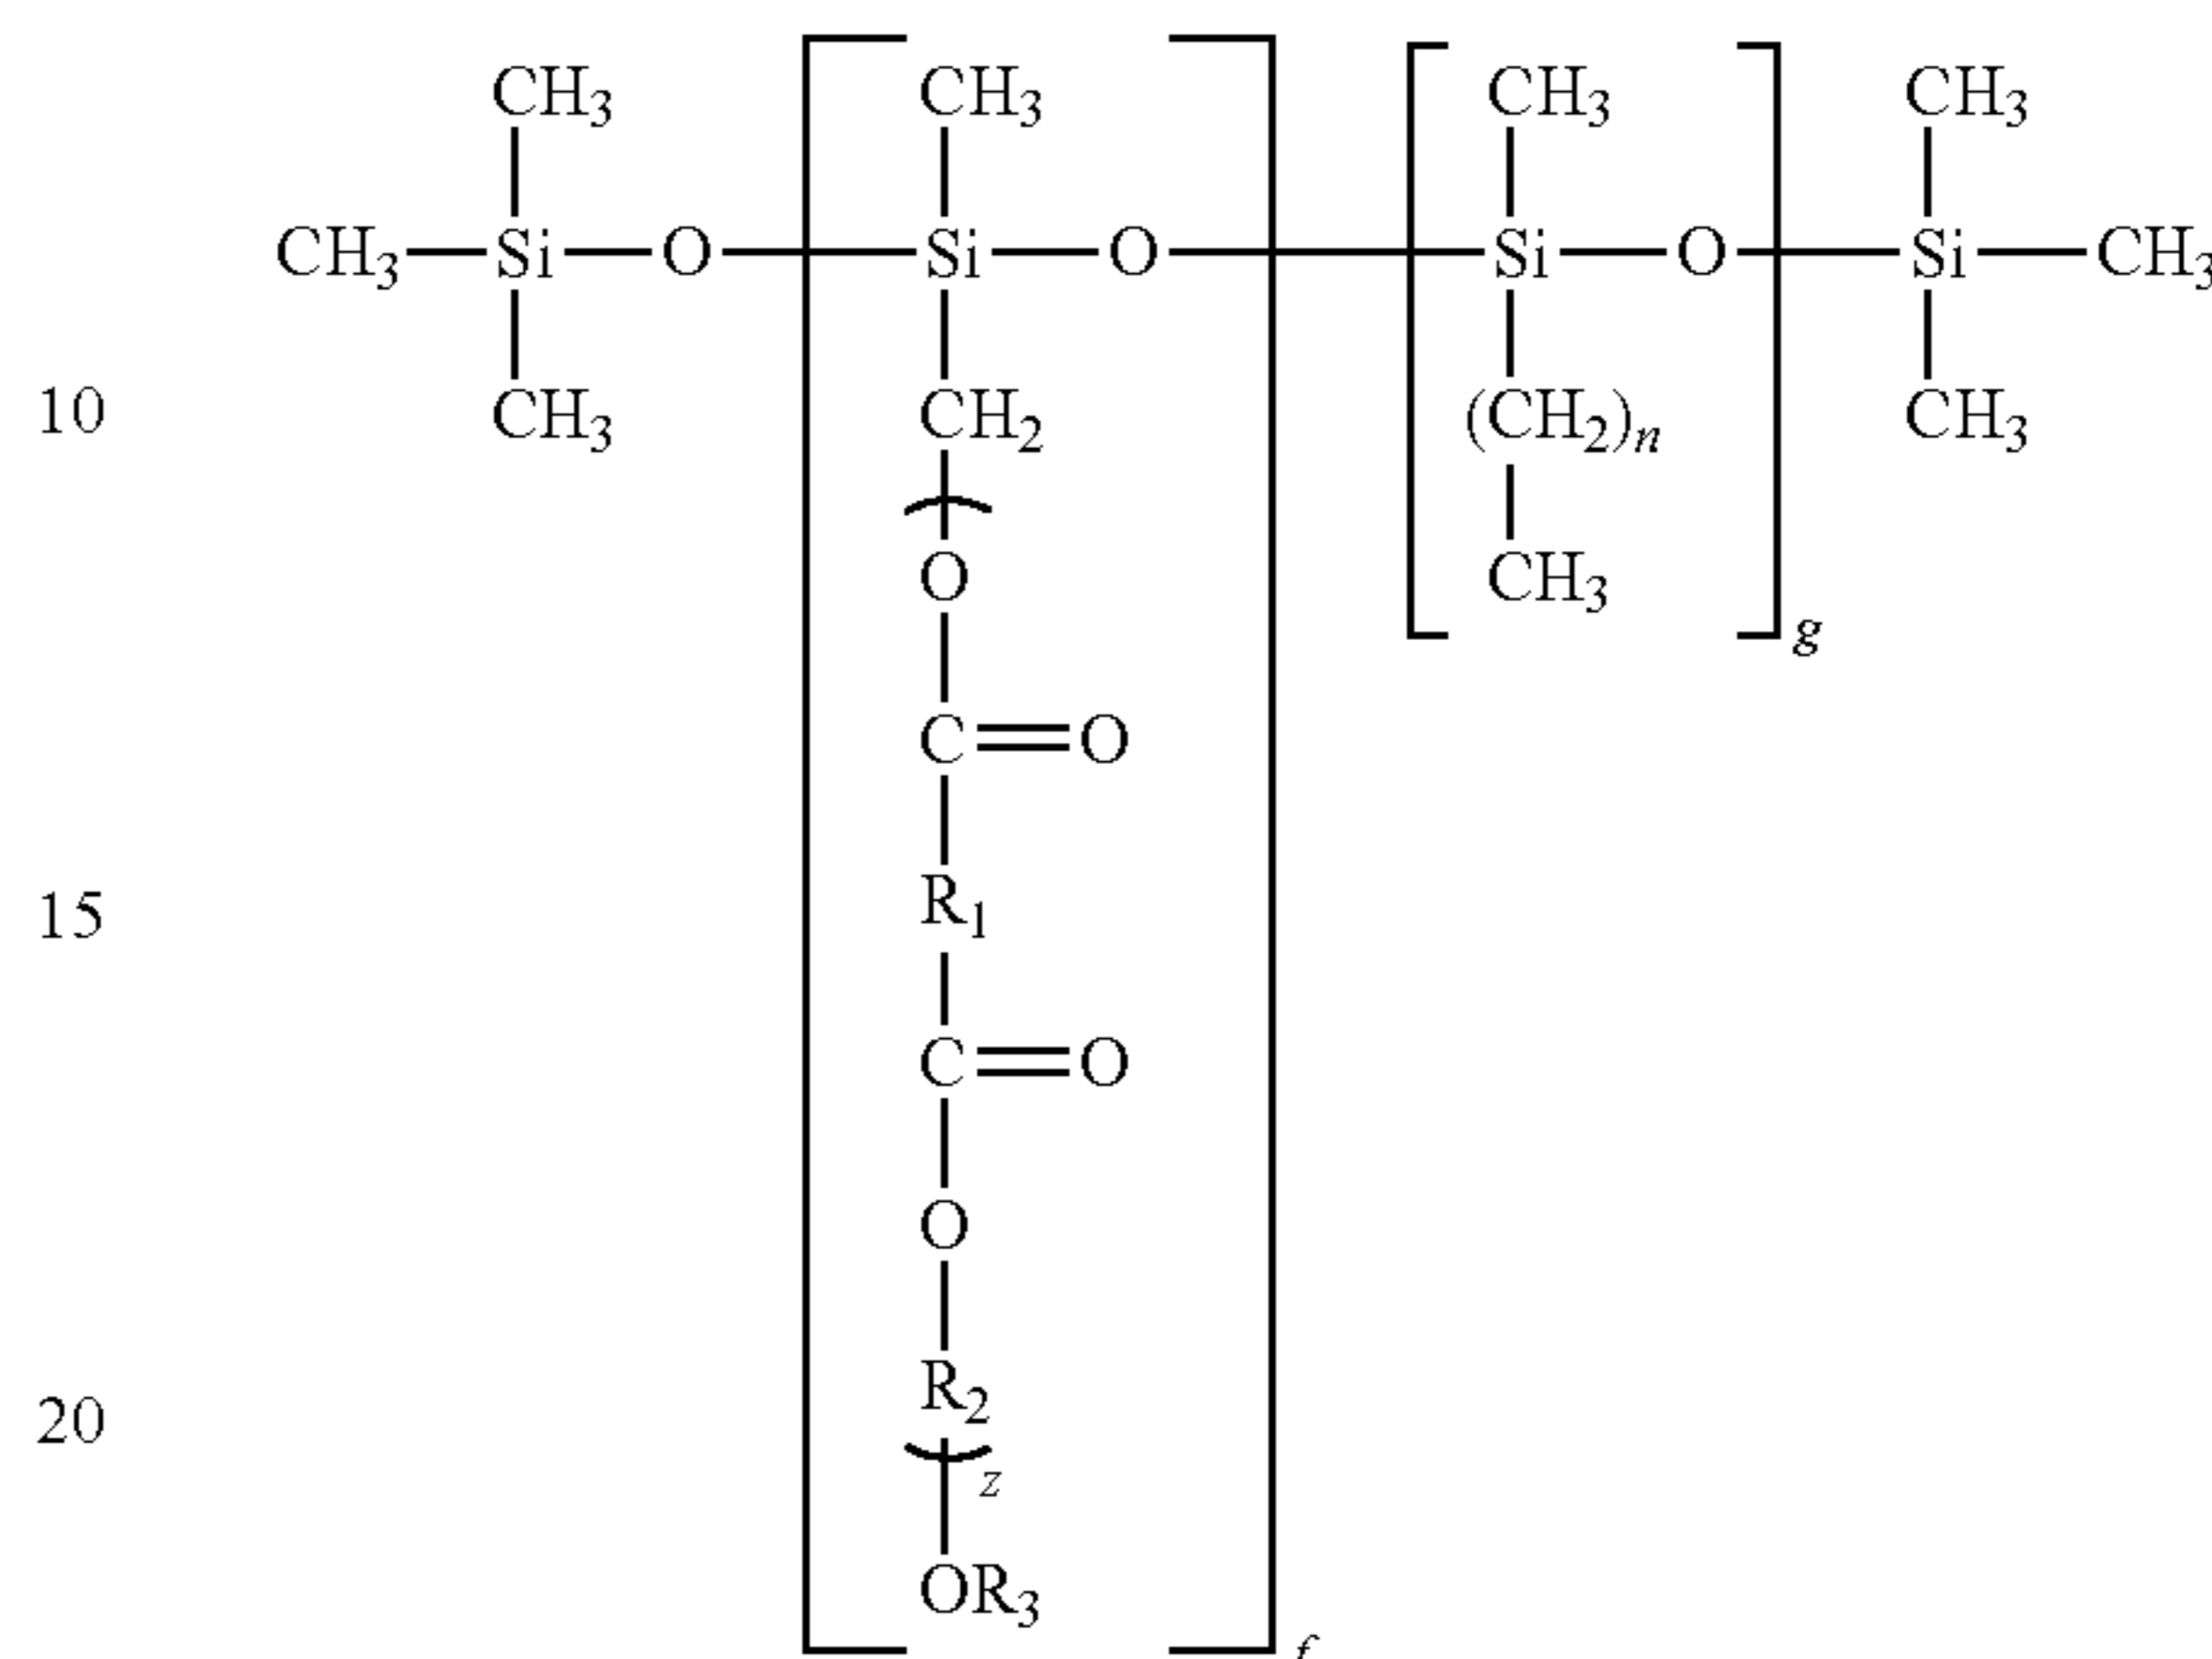 CH3 CH3 CH3 CH3
CH3 Si O Si O Si O Si CH3
10 CH3 CH2 (CH2)n CH3
O CH3
g
C O
15 R1
C O
O
R2
20
z
OR3
f